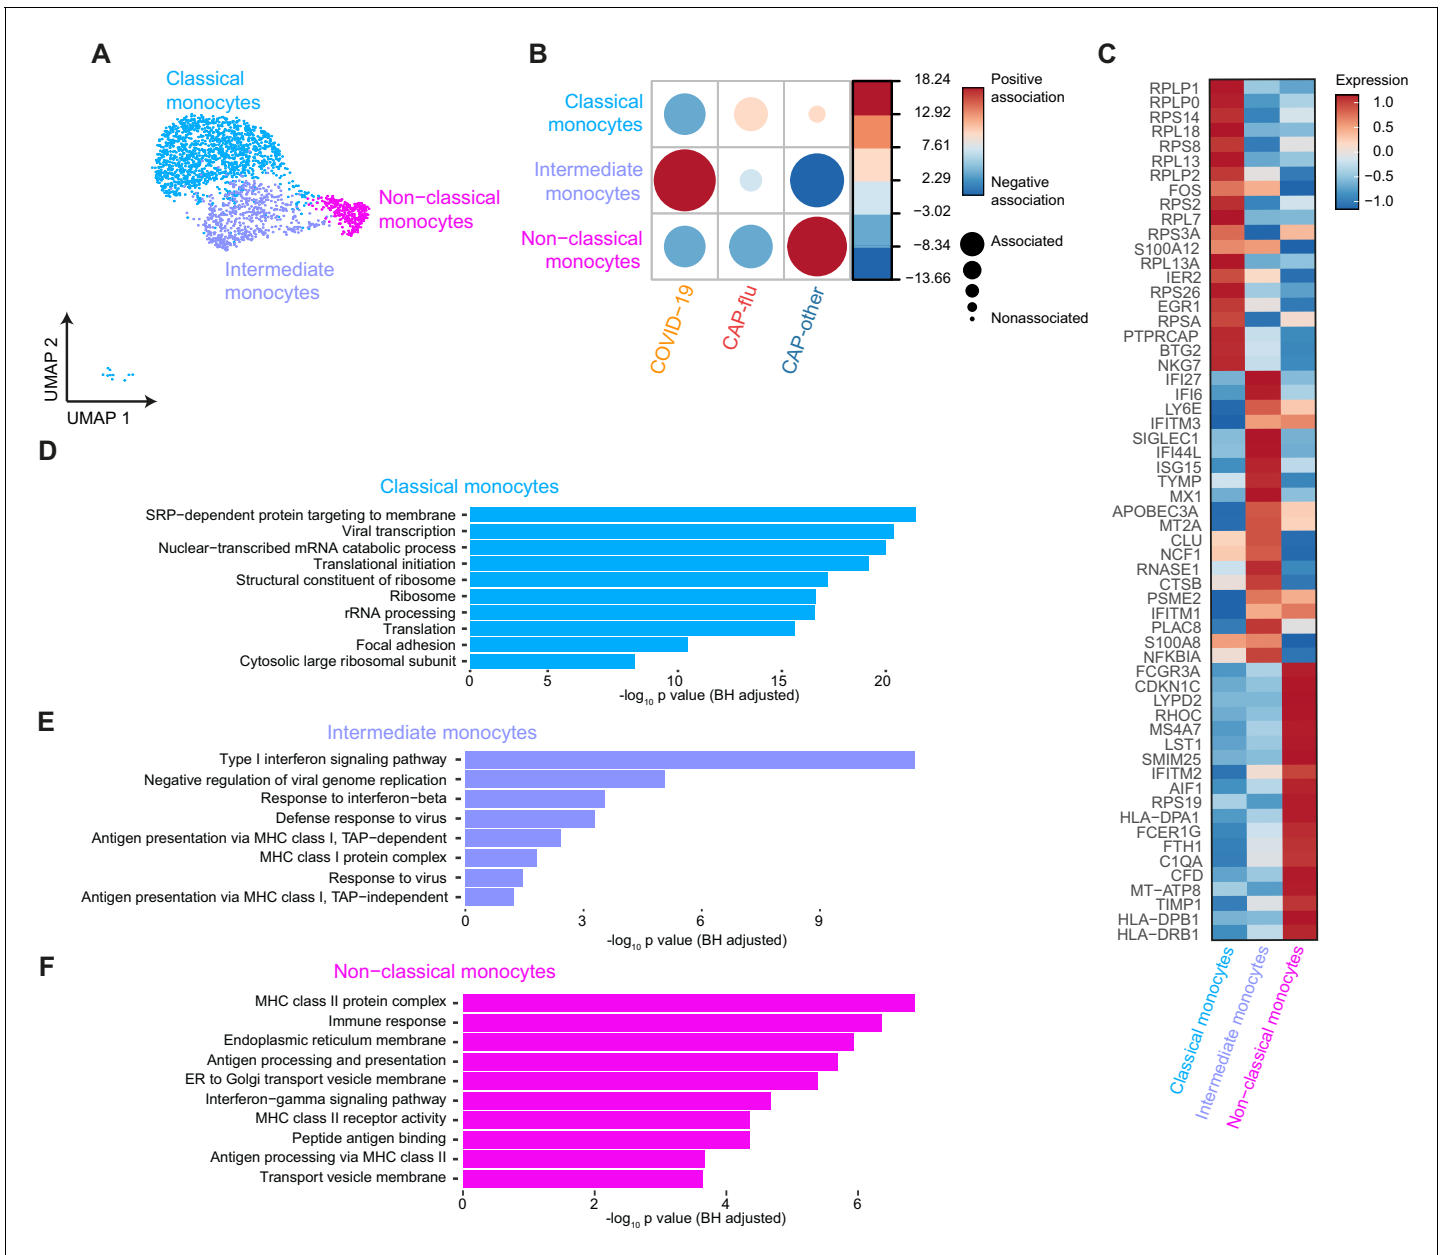 A
Classical
monocytes
Non−classical
monocytes
Intermediate
monocytes
UMAP 2
UMAP 1
B
Classical
monocytes
Intermediate
monocytes
Non−classical
monocytes
COVID−19
CAP−flu
CAP−other
18.24
12.92
7.61
2.29
−3.02
−8.34
−13.66
Positive
association
Negative
association
Associated
Nonassociated
C
Expression
1.0
0.5
0.0
−0.5
−1.0
RPLP1
RPLP0
RPS14
RPL18
RPS8
RPL13
RPLP2
FOS
RPS2
RPL7
RPS3A
S100A12
RPL13A
IER2
RPS26
EGR1
RPSA
PTPRCAP
BTG2
NKG7
IFI27
IFI6
LY6E
IFITM3
SIGLEC1
IFI44L
ISG15
TYMP
MX1
APOBEC3A
MT2A
CLU
NCF1
RNASE1
CTSB
PSME2
IFITM1
PLAC8
S100A8
NFKBIA
FCGR3A
CDKN1C
LYPD2
RHOC
MS4A7
LST1
SMIM25
IFITM2
AIF1
RPS19
HLA−DPA1
FCER1G
FTH1
C1QA
CFD
MT−ATP8
TIMP1
HLA−DPB1
HLA−DRB1
Classical monocytes
Intermediate monocytes
Non−classical monocytes
D
Classical monocytes
SRP−dependent protein targeting to membrane
Viral transcription
Nuclear−transcribed mRNA catabolic process
Translational initiation
Structural constituent of ribosome
Ribosome
rRNA processing
Translation
Focal adhesion
Cytosolic large ribosomal subunit
0 5 10 15 20
-log10 p value (BH adjusted)
E
Intermediate monocytes
Type I interferon signaling pathway
Negative regulation of viral genome replication
Response to interferon−beta
Defense response to virus
Antigen presentation via MHC class I, TAP−dependent
MHC class I protein complex
Response to virus
Antigen presentation via MHC class I, TAP−independent
0 3 6 9
-log10 p value (BH adjusted)
F
Non−classical monocytes
MHC class II protein complex
Immune response
Endoplasmic reticulum membrane
Antigen processing and presentation
ER to Golgi transport vesicle membrane
Interferon−gamma signaling pathway
MHC class II receptor activity
Peptide antigen binding
Antigen processing via MHC class II
Transport vesicle membrane
0 2 4 6
-log10 p value (BH adjusted)